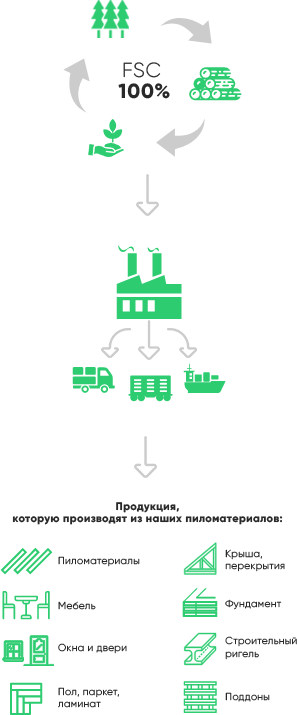 FSC
100%
Продукция,
которую производят из наших пиломатериалов:
Пиломатериалы
Крыша,
перекрытия
Мебель
Фундамент
Окна и двери
Строительный
ригель
Пол, паркет,
ламинат
Поддоны